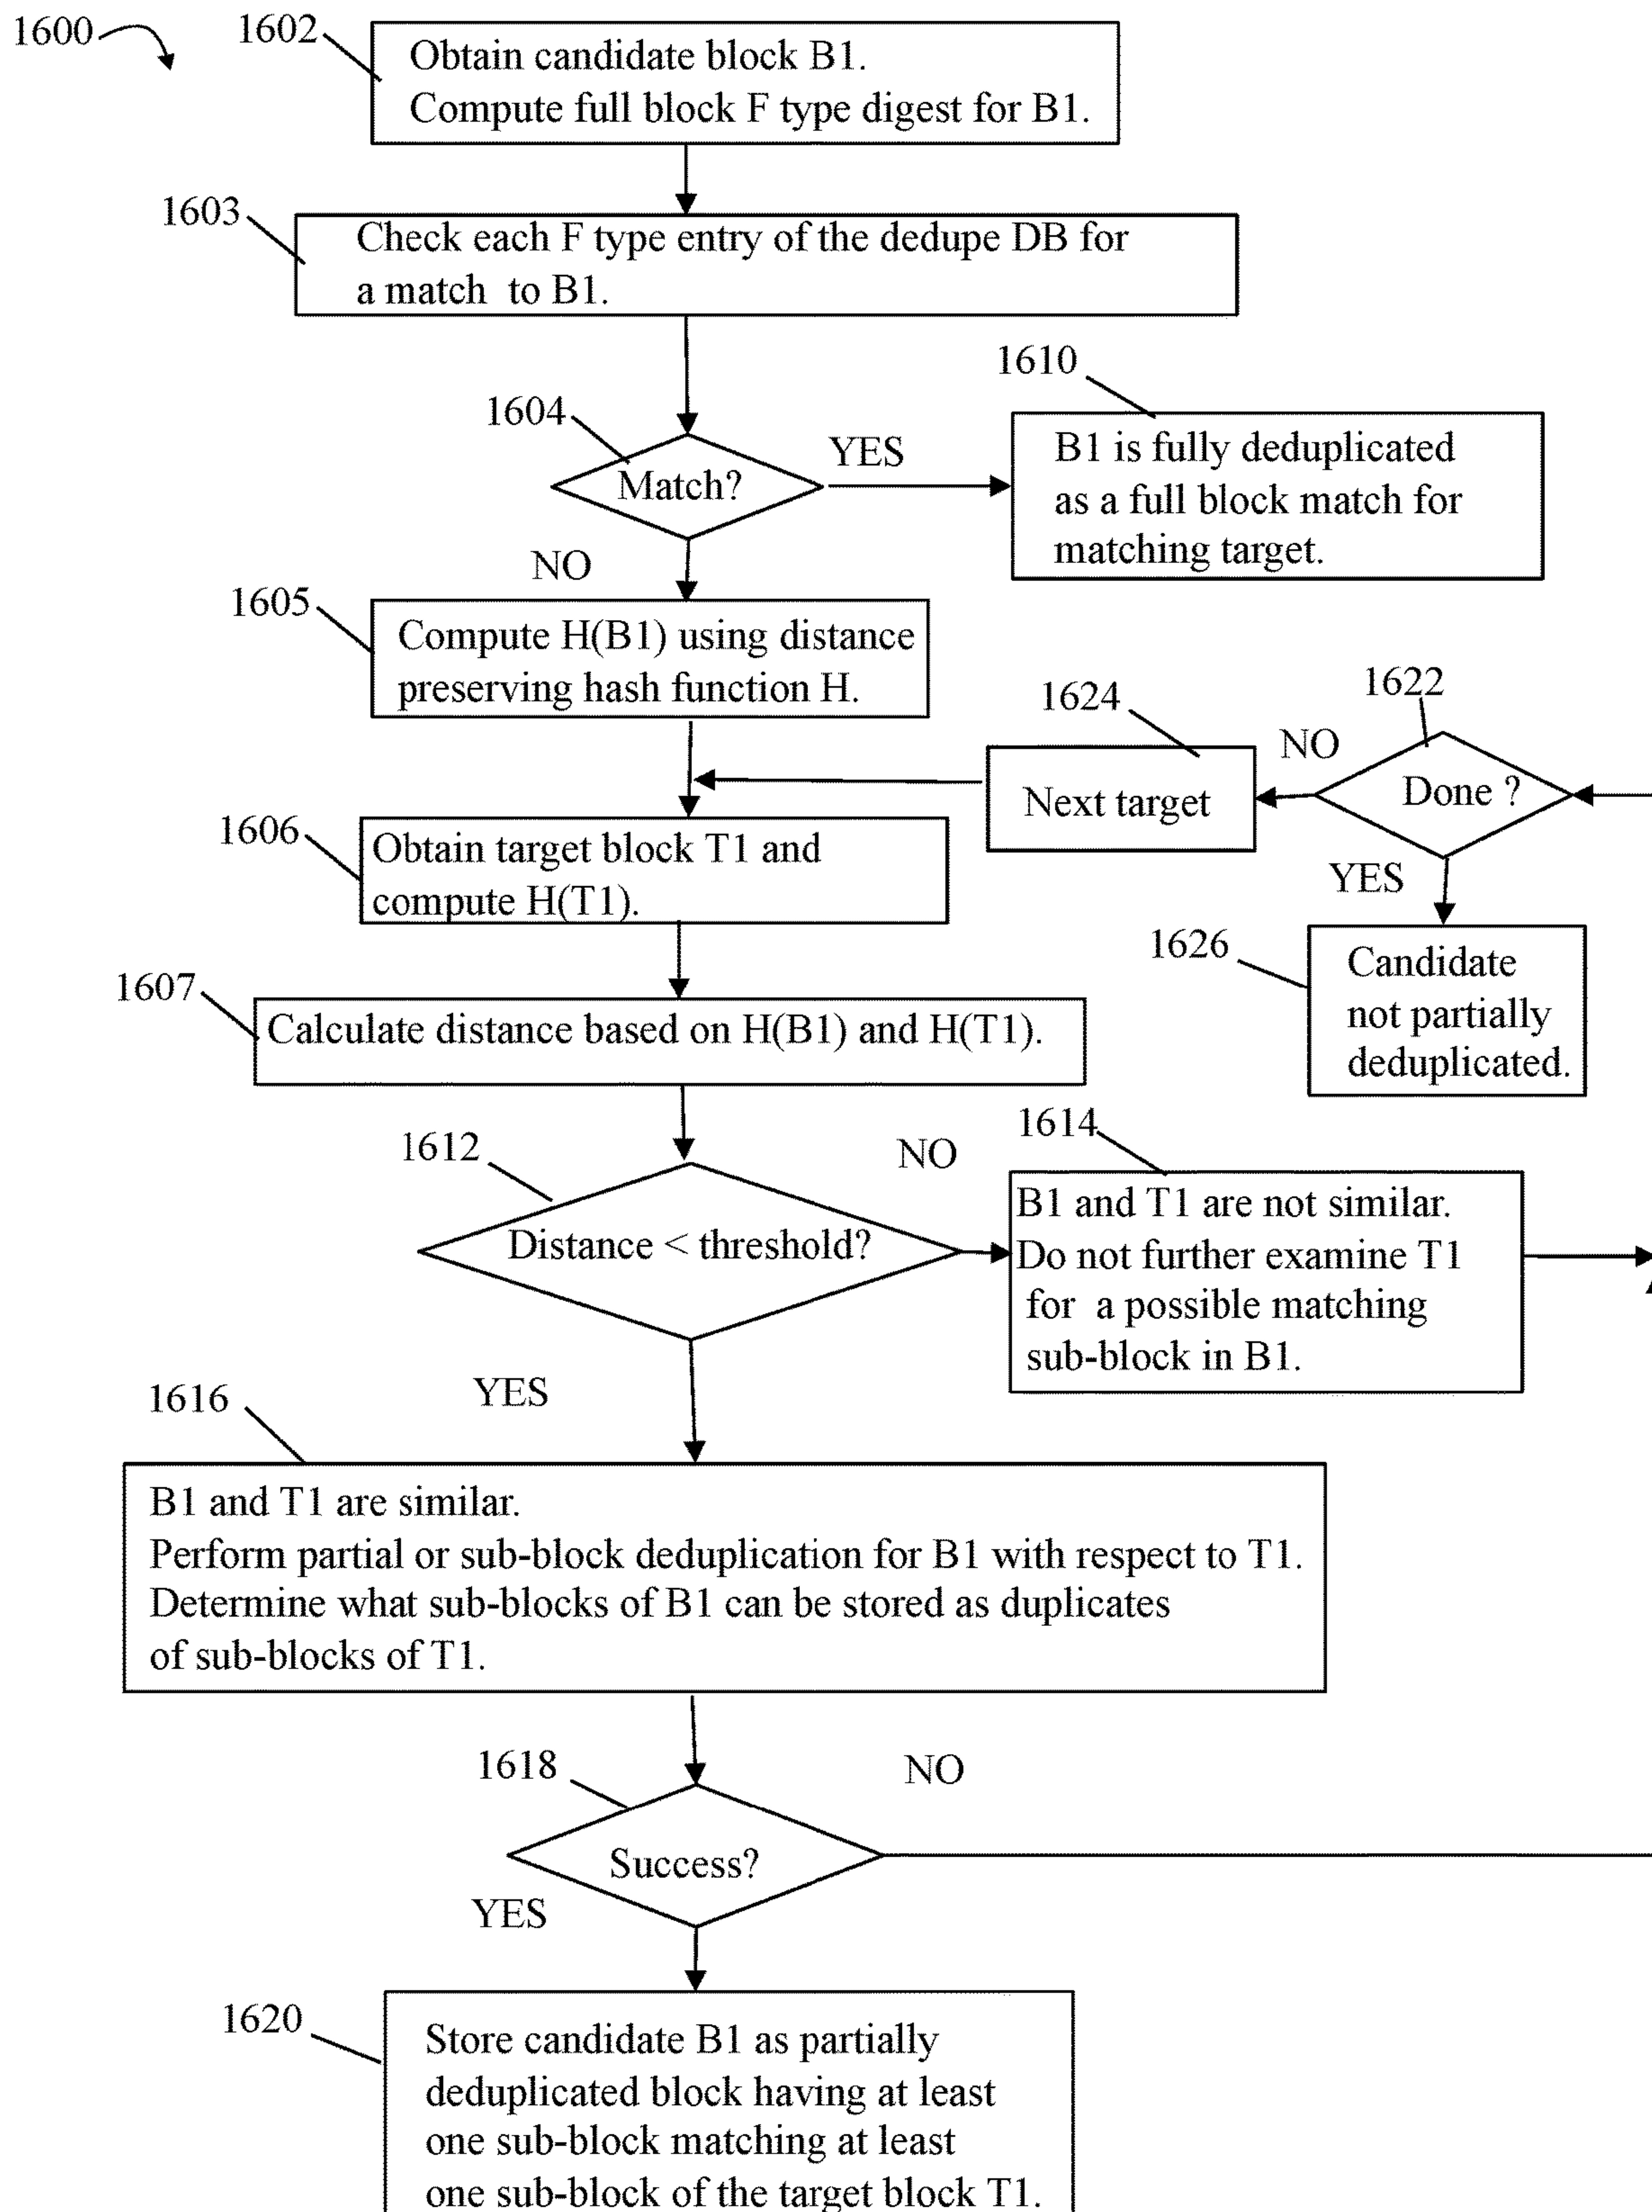 1600
1602
Obtain candidate block B1.
Compute full block F type digest for B1.
1603
Check each F type entry of the dedupe DB for
a match to B1.
1610
1604
Match?
YES
B1 is fully deduplicated
as a full block match for
matching target.
NO
1605
Compute H(B1) using distance
preserving hash function H.
1622
1624
NO
Done ?
Next target
1606
Obtain target block T1 and
compute H(T1).
YES
1626
Candidate
not partially
deduplicated.
1607
Calculate distance based on H(B1) and H(T1).
1614
1612
NO
Distance < threshold?
B1 and T1 are not similar.
Do not further examine T1
for a possible matching
sub-block in B1.
YES
1616
B1 and T1 are similar.
Perform partial or sub-block deduplication for B1 with respect to T1.
Determine what sub-blocks of B1 can be stored as duplicates
of sub-blocks of T1.
1618
NO
Success?
YES
1620
Store candidate B1 as partially
deduplicated block having at least
one sub-block matching at least
one sub-block of the target block T1.